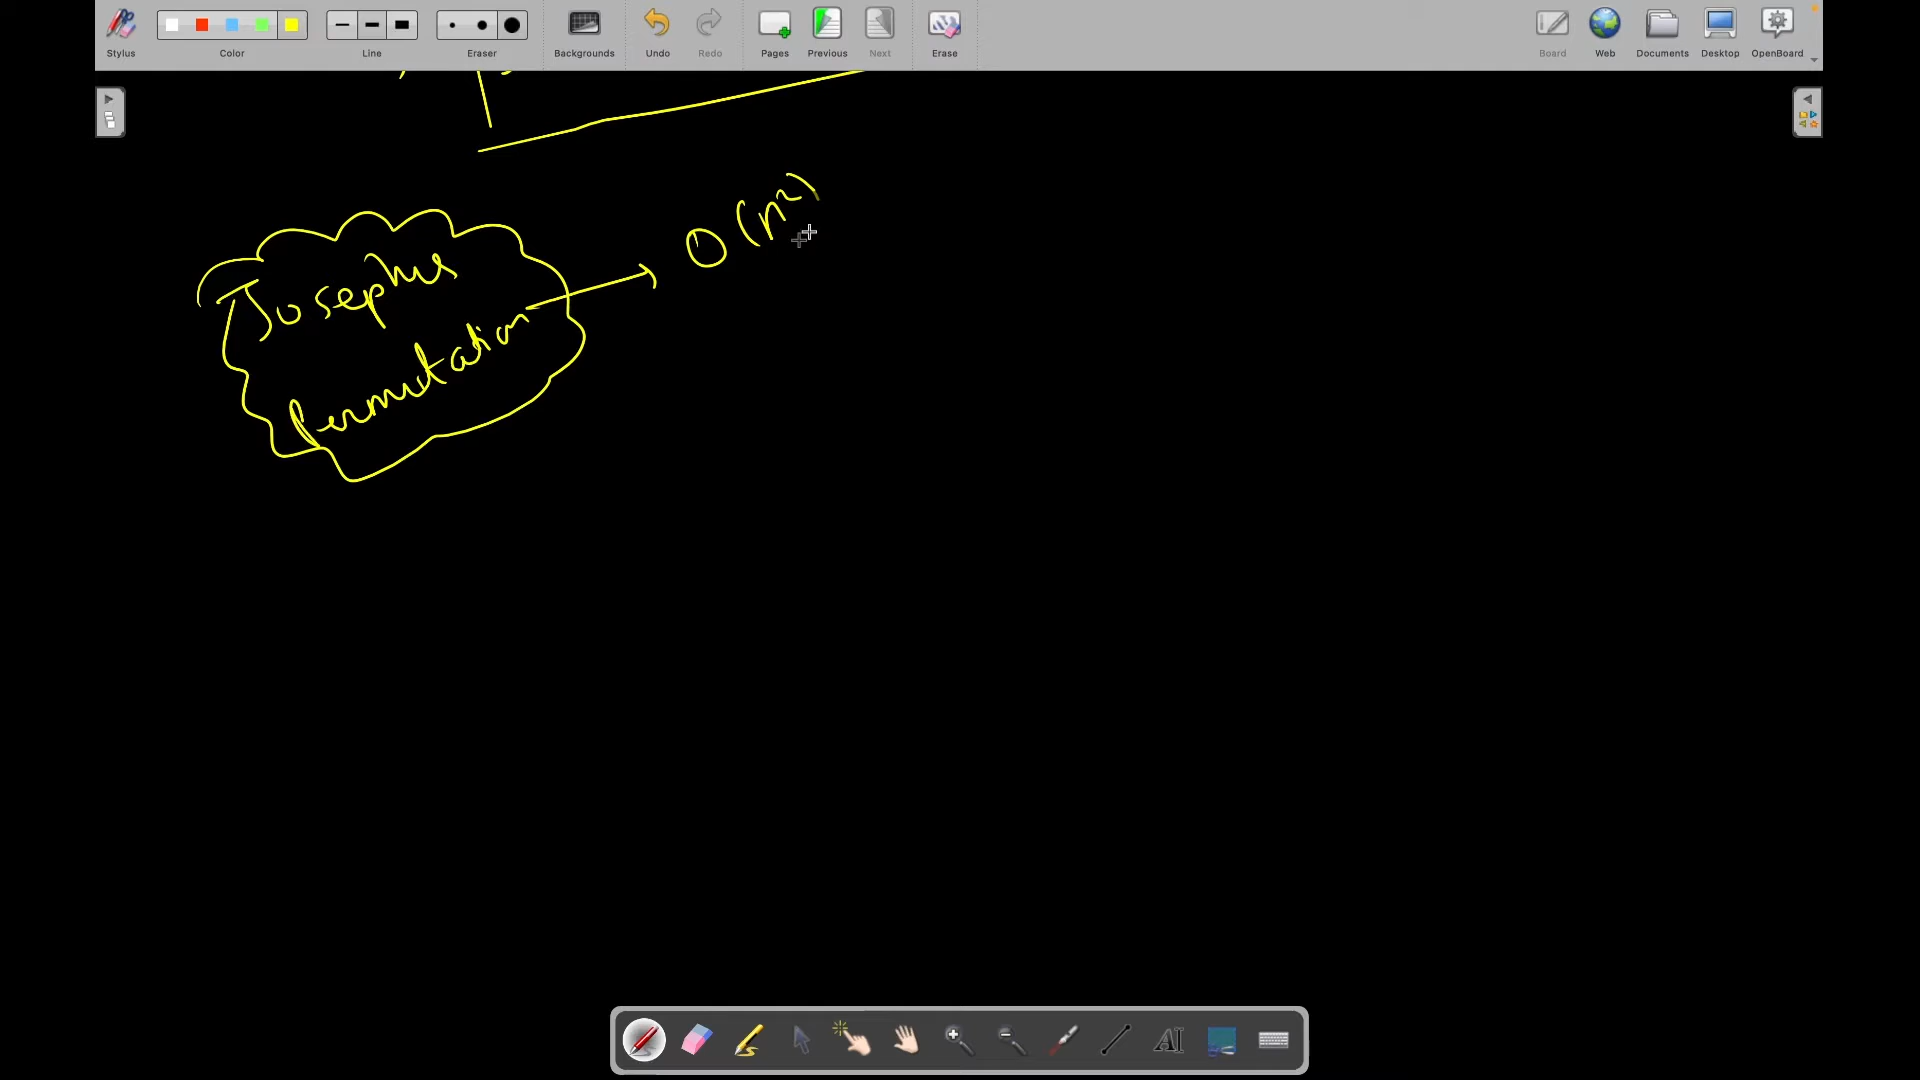 Stylus Color Line Eraser Backgrounds Undo Redo Pages Previous Next Erase Board Web Documents Desktop OpenBoard
O(n²)
Josephus
Permutation
AI